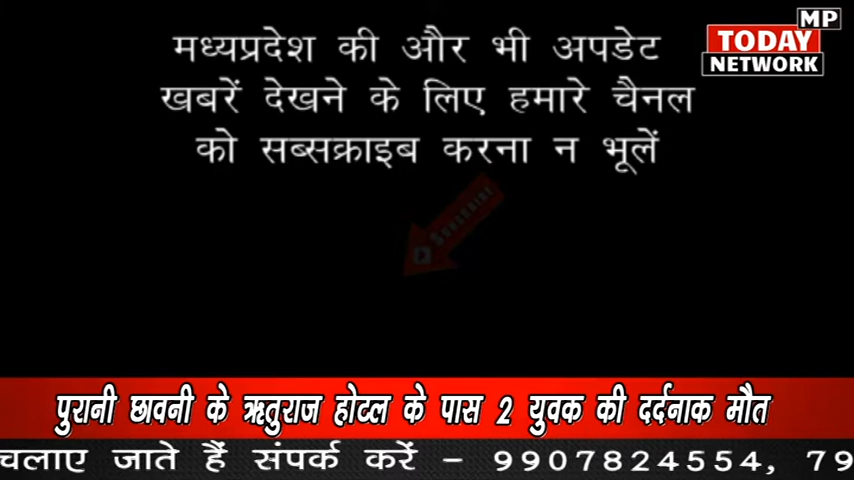 MP
TODAY
NETWORK
मध्यप्रदेश की और भी अपडेट
खबरें देखने के लिए हमारे चैनल
को सब्सक्राइब करना न भूलें
SUBSCRIBE
पुरानी छावनी के ऋतुराज होटल के पास 2 युवक की दर्दनाक मौत
चलाए जाते हैं संपर्क करें - 9907824554, 79